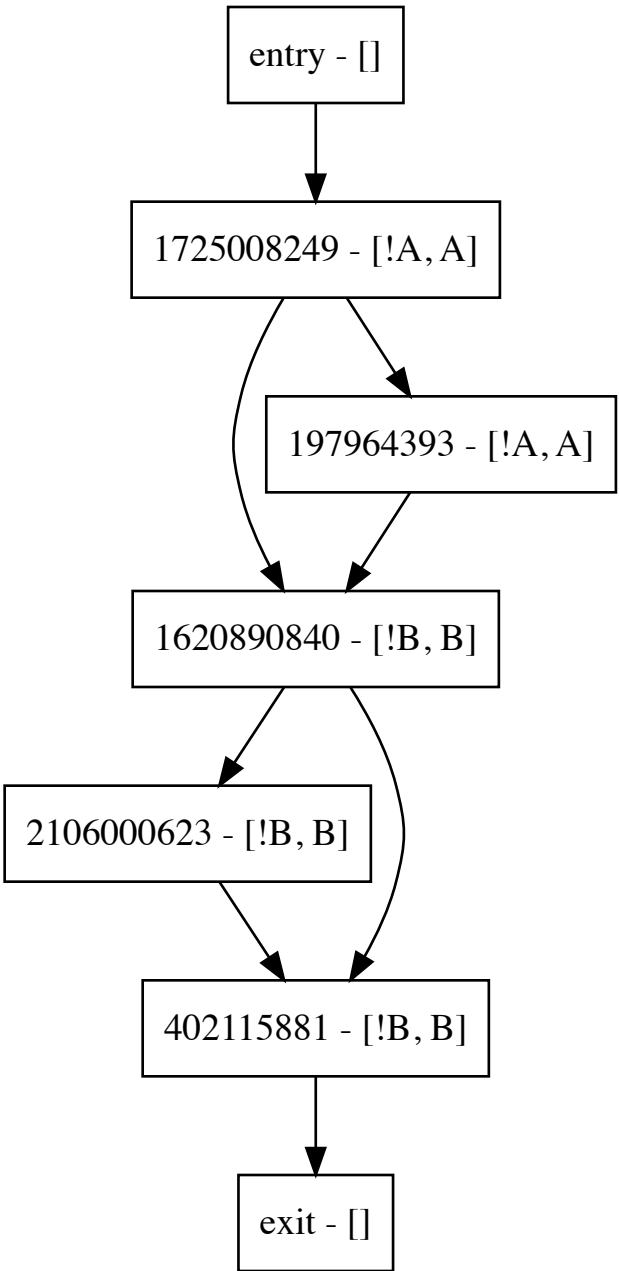 entry - []
1725008249 - [!A, A]
197964393 - [!A, A]
1620890840 - [!B, B]
2106000623 - [!B, B]
402115881 - [!B, B]
exit - []